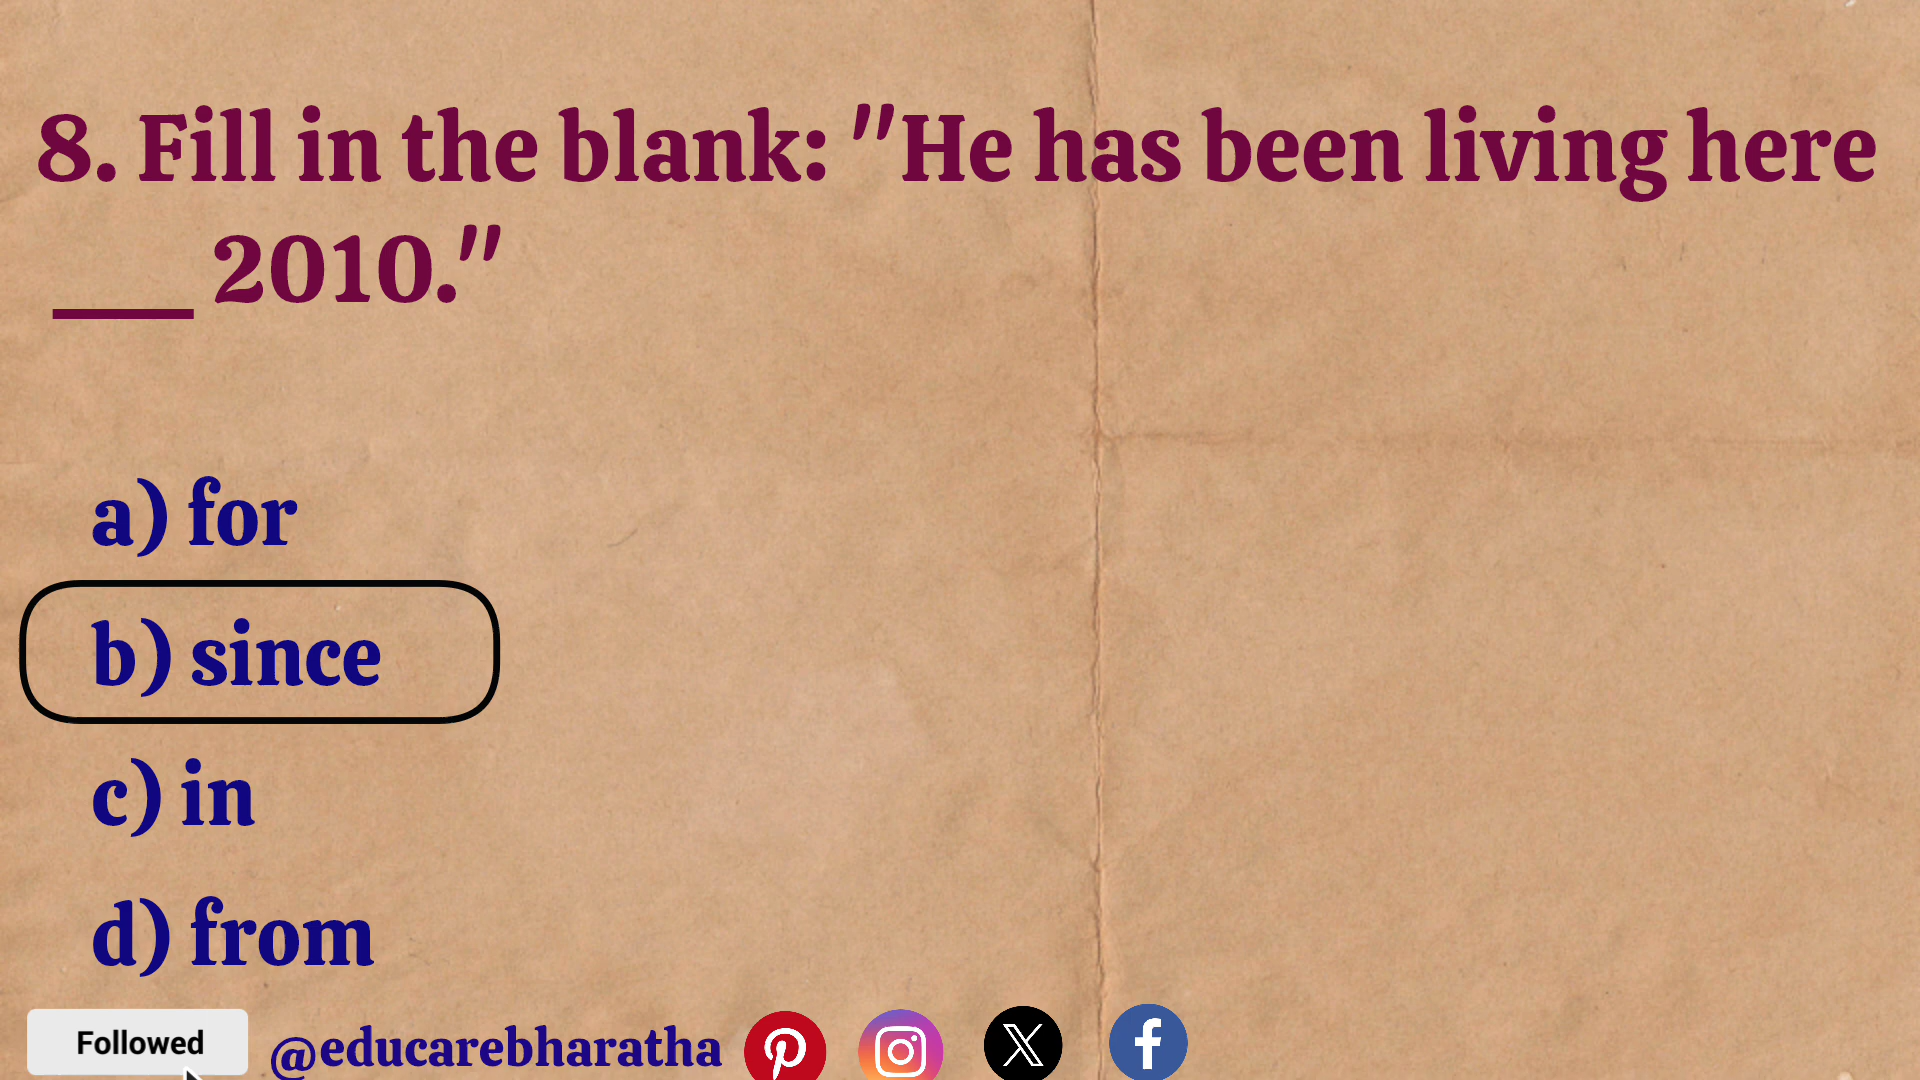 8. Fill in the blank: "He has been living here
___ 2010."
a) for
b) since
c) in
d) from
Followed
@educarebharatha